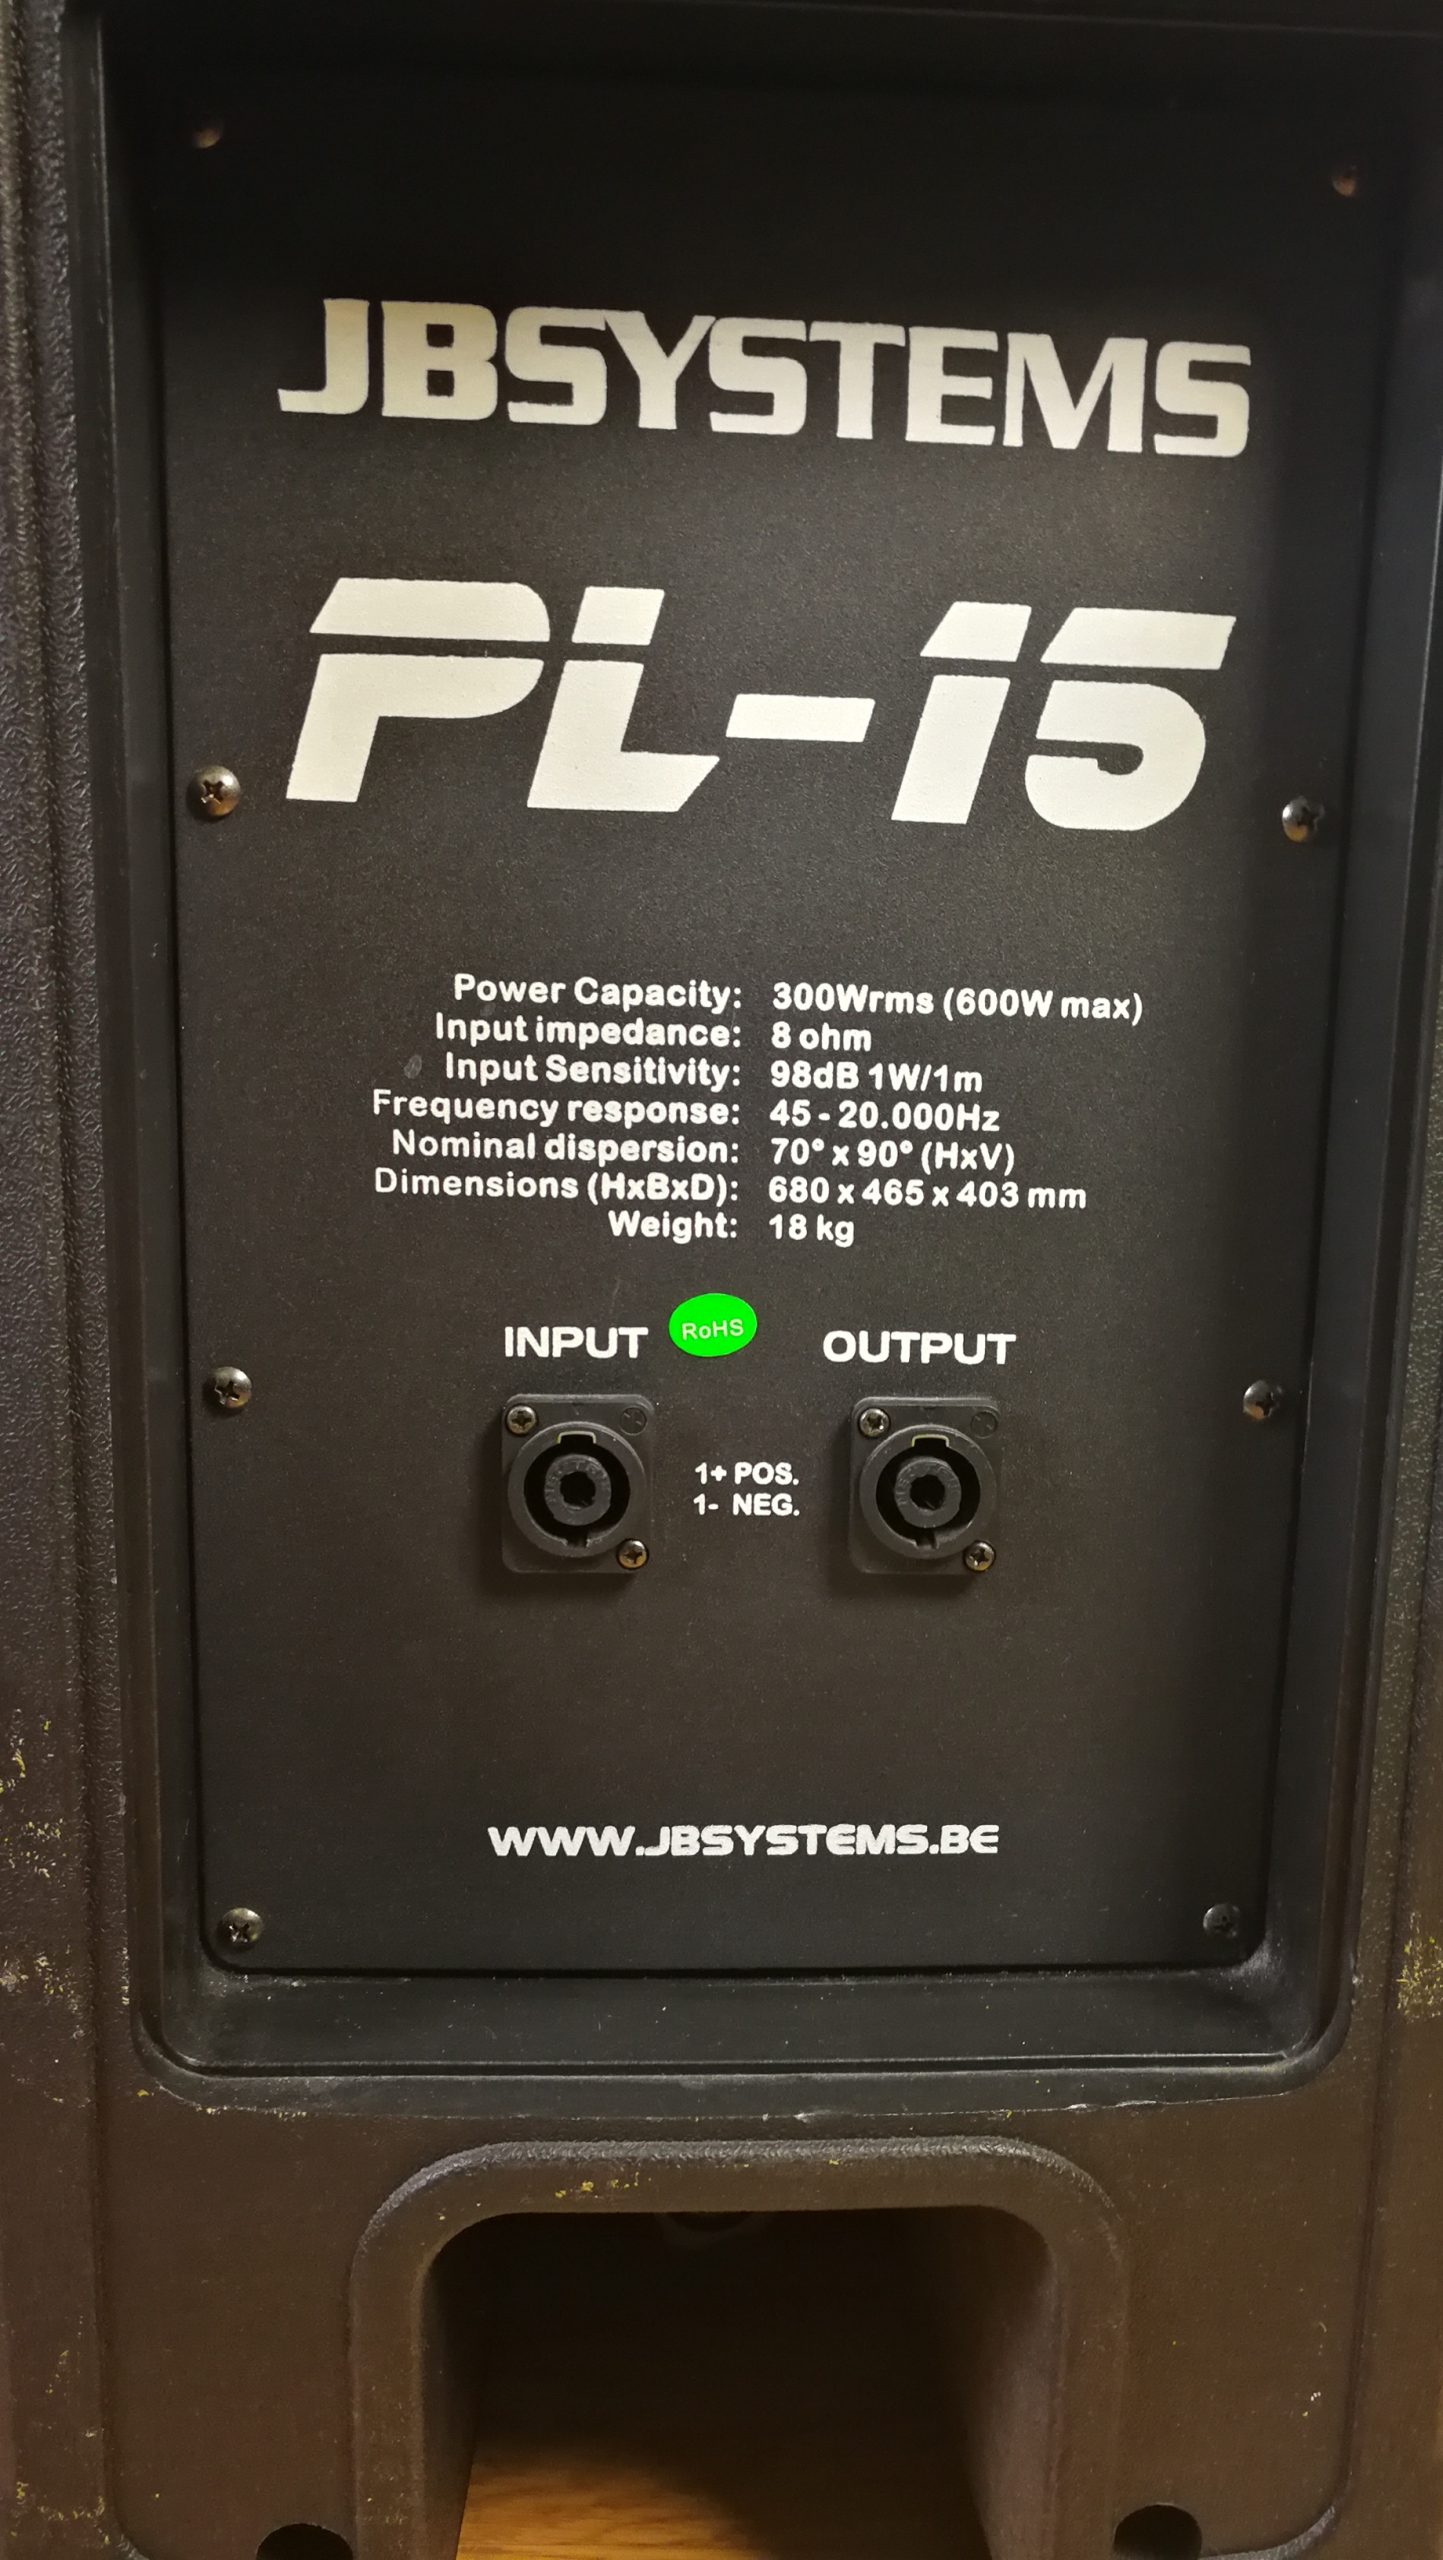 JBSYSTEMS
PL-15
Power Capacity: 300Wrms (600W max)
Input impedance: 8 ohm
Input Sensitivity: 98dB 1W/1m
Frequency response: 45 - 20.000Hz
Nominal dispersion: 70° x 90° (HxV)
Dimensions (HxBxD): 680 x 465 x 403 mm
Weight: 18 kg
INPUT RoHS OUTPUT
1+ POS.
1- NEG.
WWW.JBSYSTEMS.BE